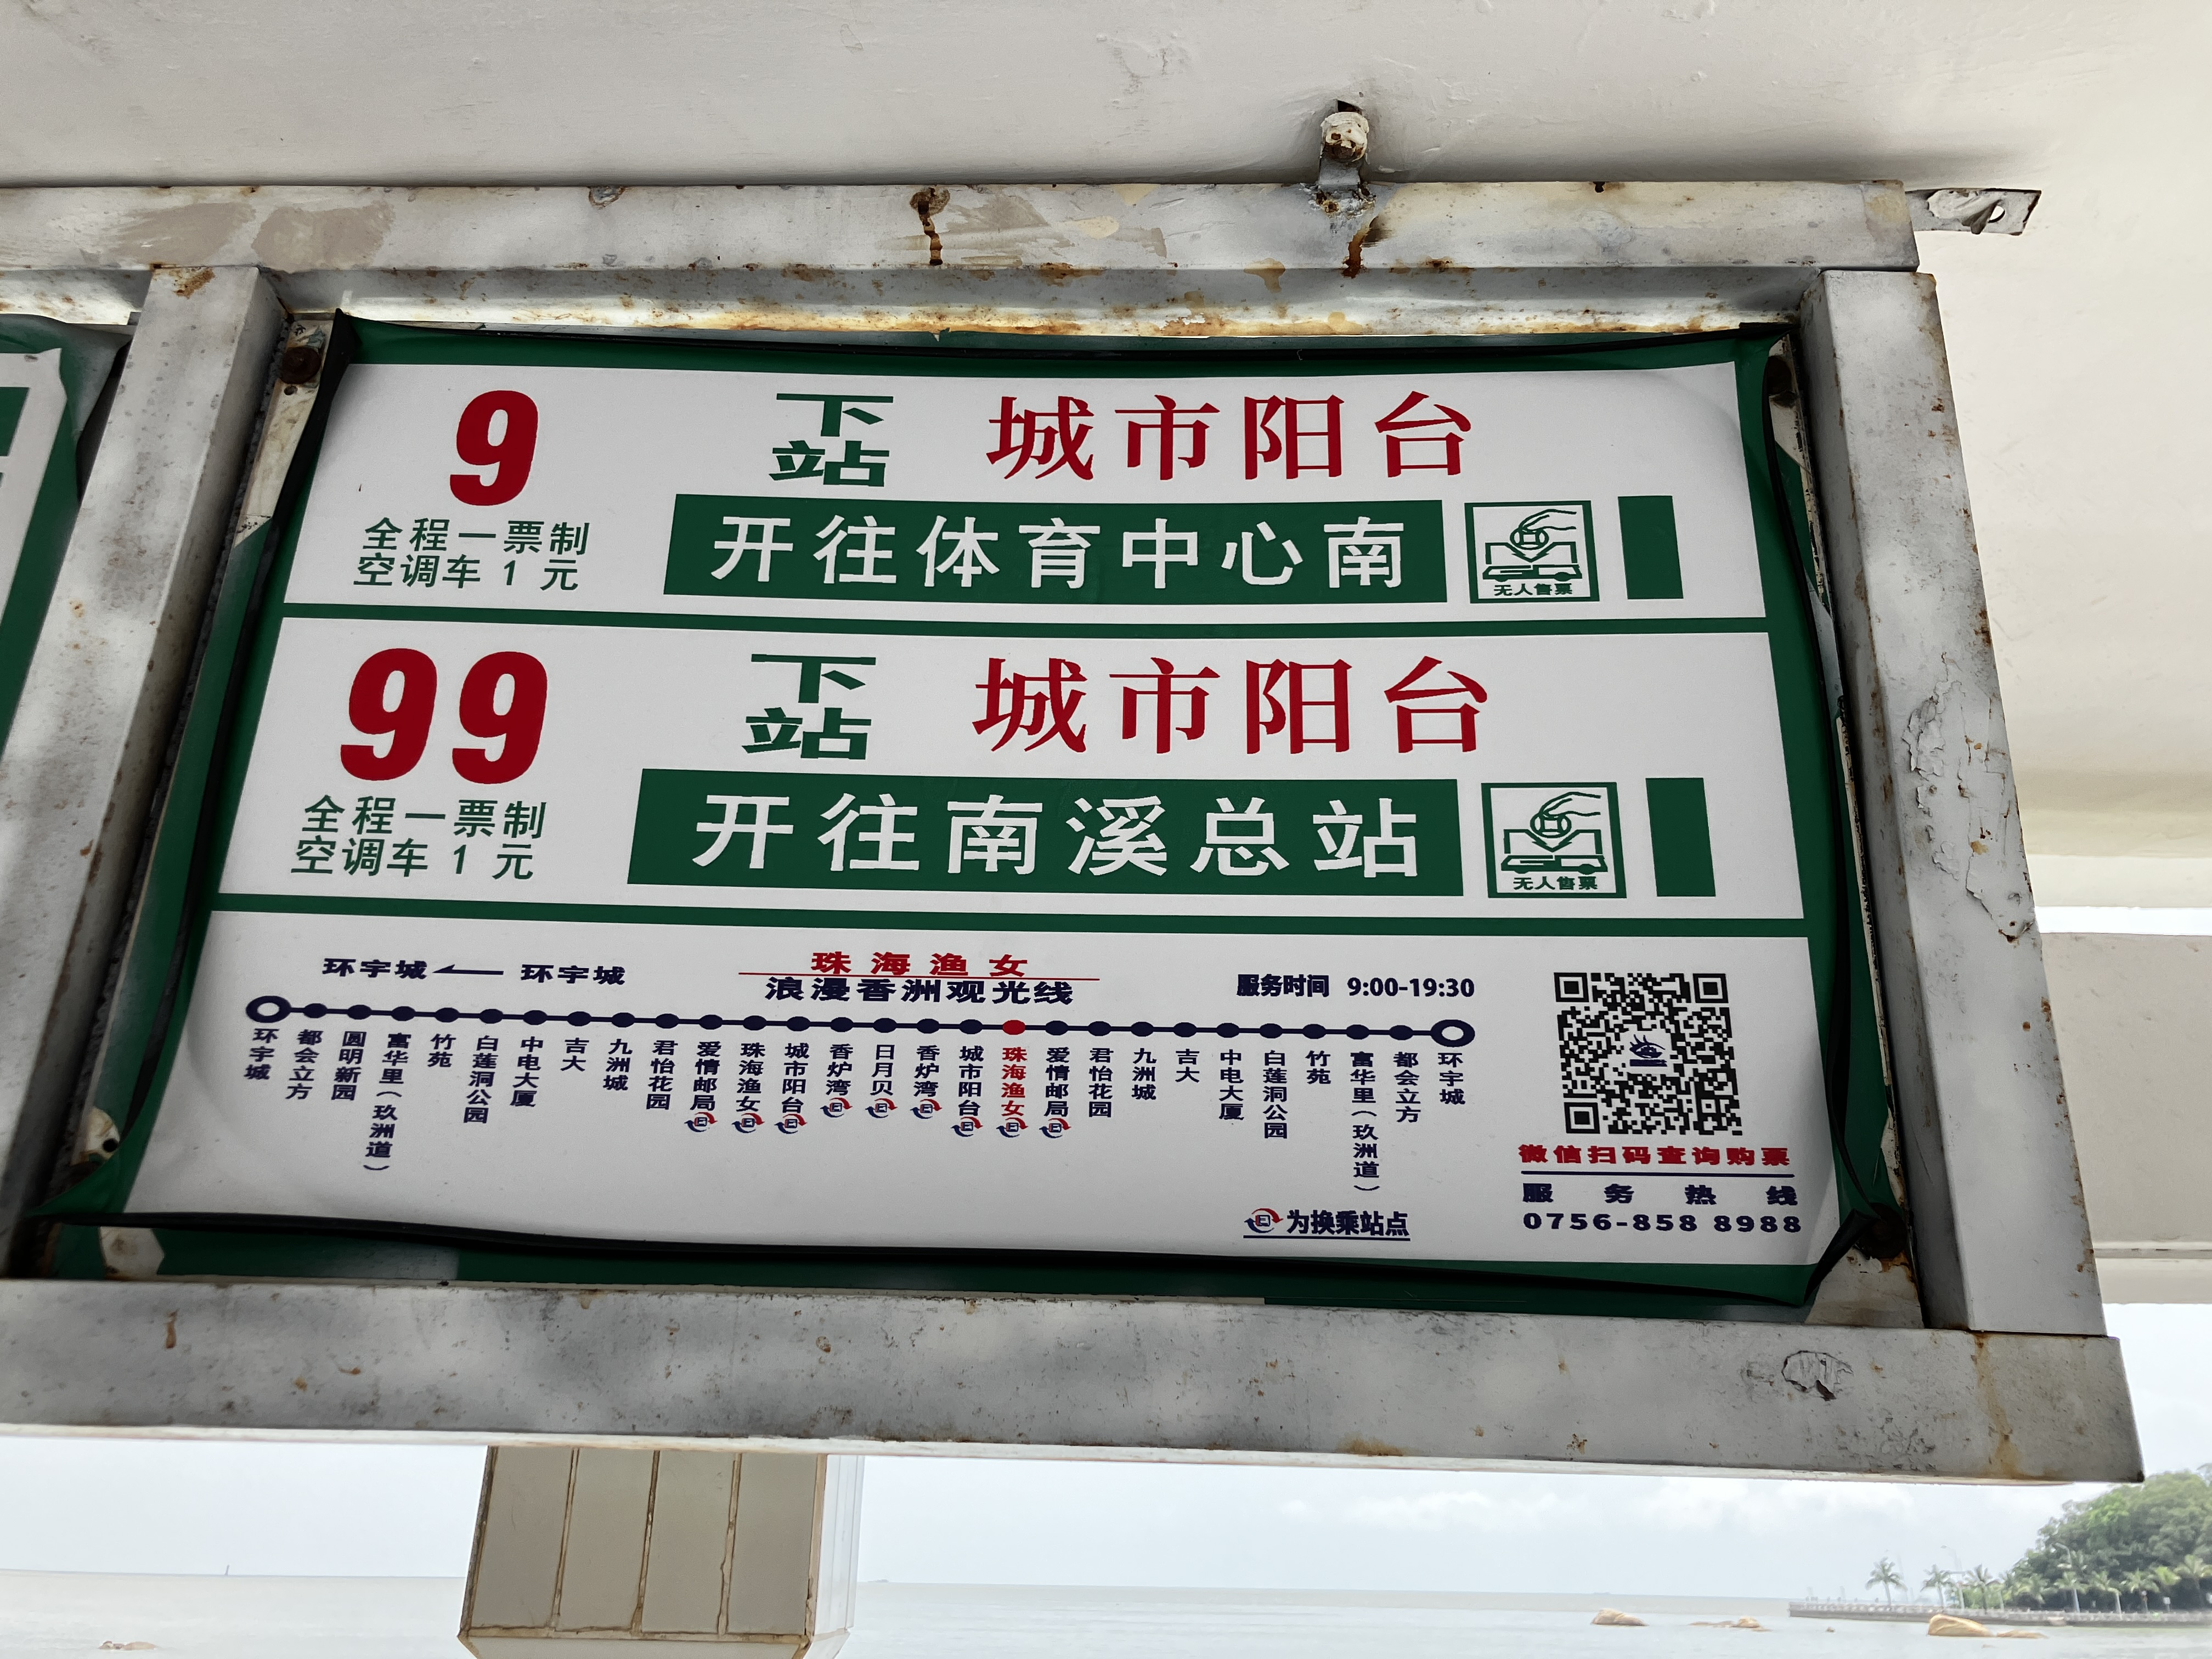 9
全程一票制
空调车 1 元
下站
城市阳台
开往体育中心南
无人售票
99
全程一票制
空调车 1 元
下站
城市阳台
开往南溪总站
无人售票
环宇城
环宇城
珠海渔女
浪漫香洲观光线
服务时间 9:00-19:30
环宇城
都会立方
圆明新园
富华里（玖洲道）
竹苑
白莲洞公园
中电大厦
吉大
九洲城
君怡花园
爱情邮局
珠海渔女
城市阳台
香炉湾
日月贝
香炉湾
城市阳台
珠海渔女
爱情邮局
君怡花园
九洲城
吉大
中电大厦
白莲洞公园
竹苑
富华里（玖洲道）
都会立方
环宇城
为换乘站点
微信扫码查询购票
服务热线
0756-858 8988